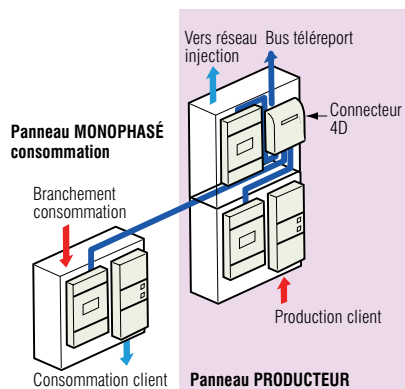 Vers réseau
injection
Bus téléreport
Connecteur
4D
Panneau MONOPHASÉ
consommation
Branchement
consommation
Production client
Consommation client
Panneau PRODUCTEUR